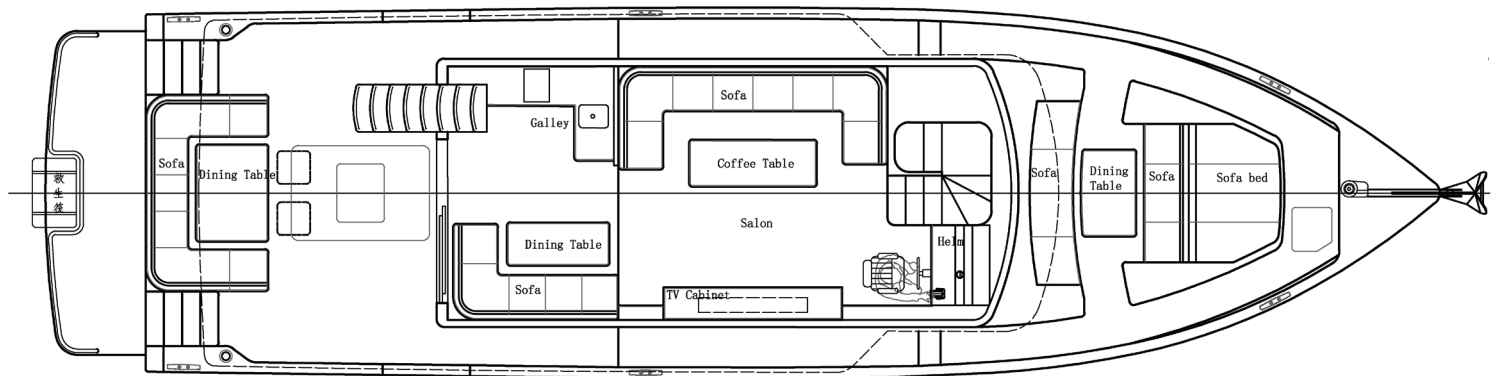 救生筏
Sofa
Dining Table
Galley
Sofa
Coffee Table
Salon
Dining Table
Sofa
TV Cabinet
Helm
Sofa
Dining
Table
Sofa
Sofa bed